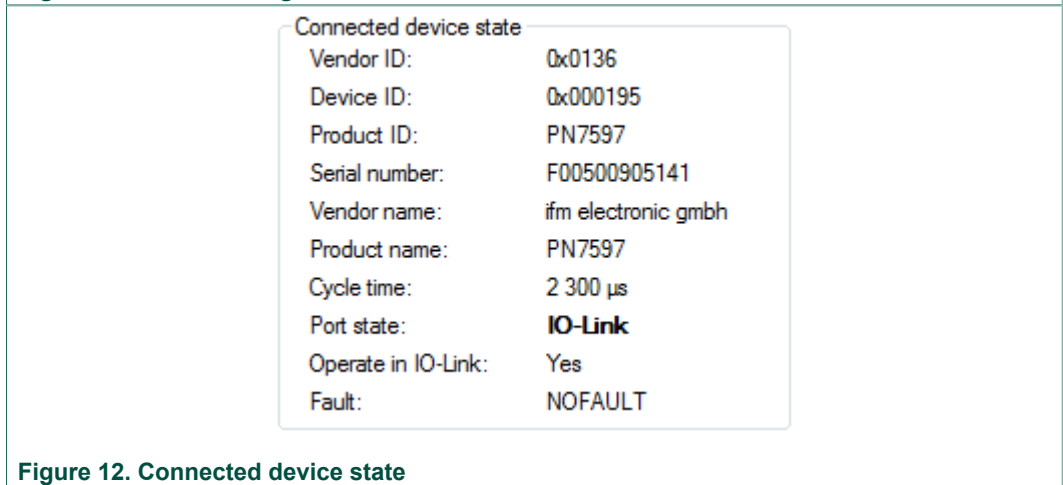 Connected device state
Vendor ID: 0x0136
Device ID: 0x000195
Product ID: PN7597
Serial number: F00500905141
Vendor name: ifm electronic gmbh
Product name: PN7597
Cycle time: 2 300 µs
Port state: IO-Link
Operate in IO-Link: Yes
Fault: NOFAULT
Figure 12. Connected device state